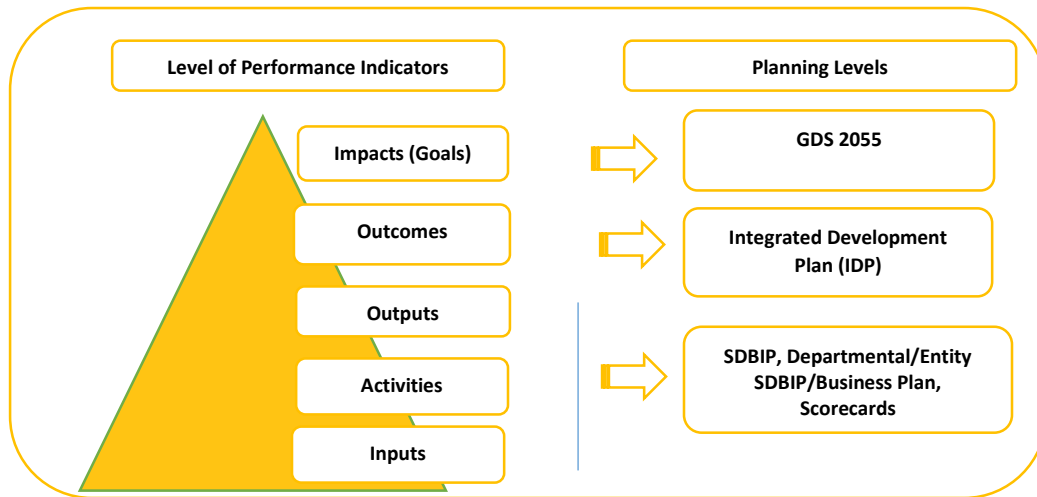 Level of Performance Indicators
Planning Levels
Impacts (Goals)
GDS 2055
Outcomes
Integrated Development
Plan (IDP)
Outputs
SDBIP, Departmental/Entity
SDBIP/Business Plan,
Scorecards
Activities
Inputs